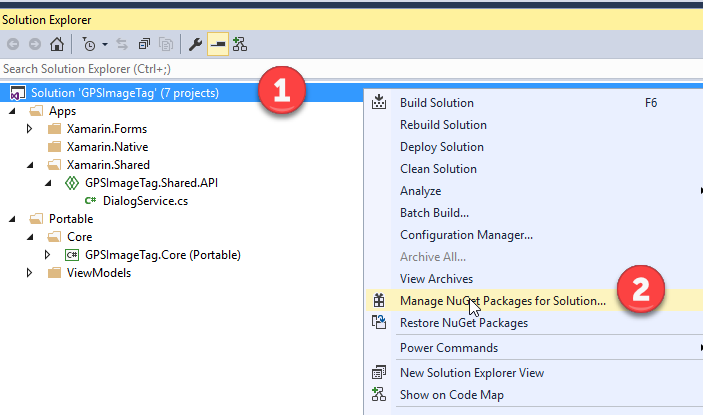 Solution Explorer
Search Solution Explorer (Ctrl+;)
Solution 'GPSImageTag' (7 projects)
1
Apps
Xamarin.Forms
Xamarin.Native
Xamarin.Shared
GPSImageTag.Shared.API
C# DialogService.cs
Portable
Core
C# GPSImageTag.Core (Portable)
ViewModels
Build Solution F6
Rebuild Solution
Deploy Solution
Clean Solution
Analyze
Batch Build...
Configuration Manager...
Archive All...
View Archives
Manage NuGet Packages for Solution...
2
Restore NuGet Packages
Power Commands
New Solution Explorer View
Show on Code Map